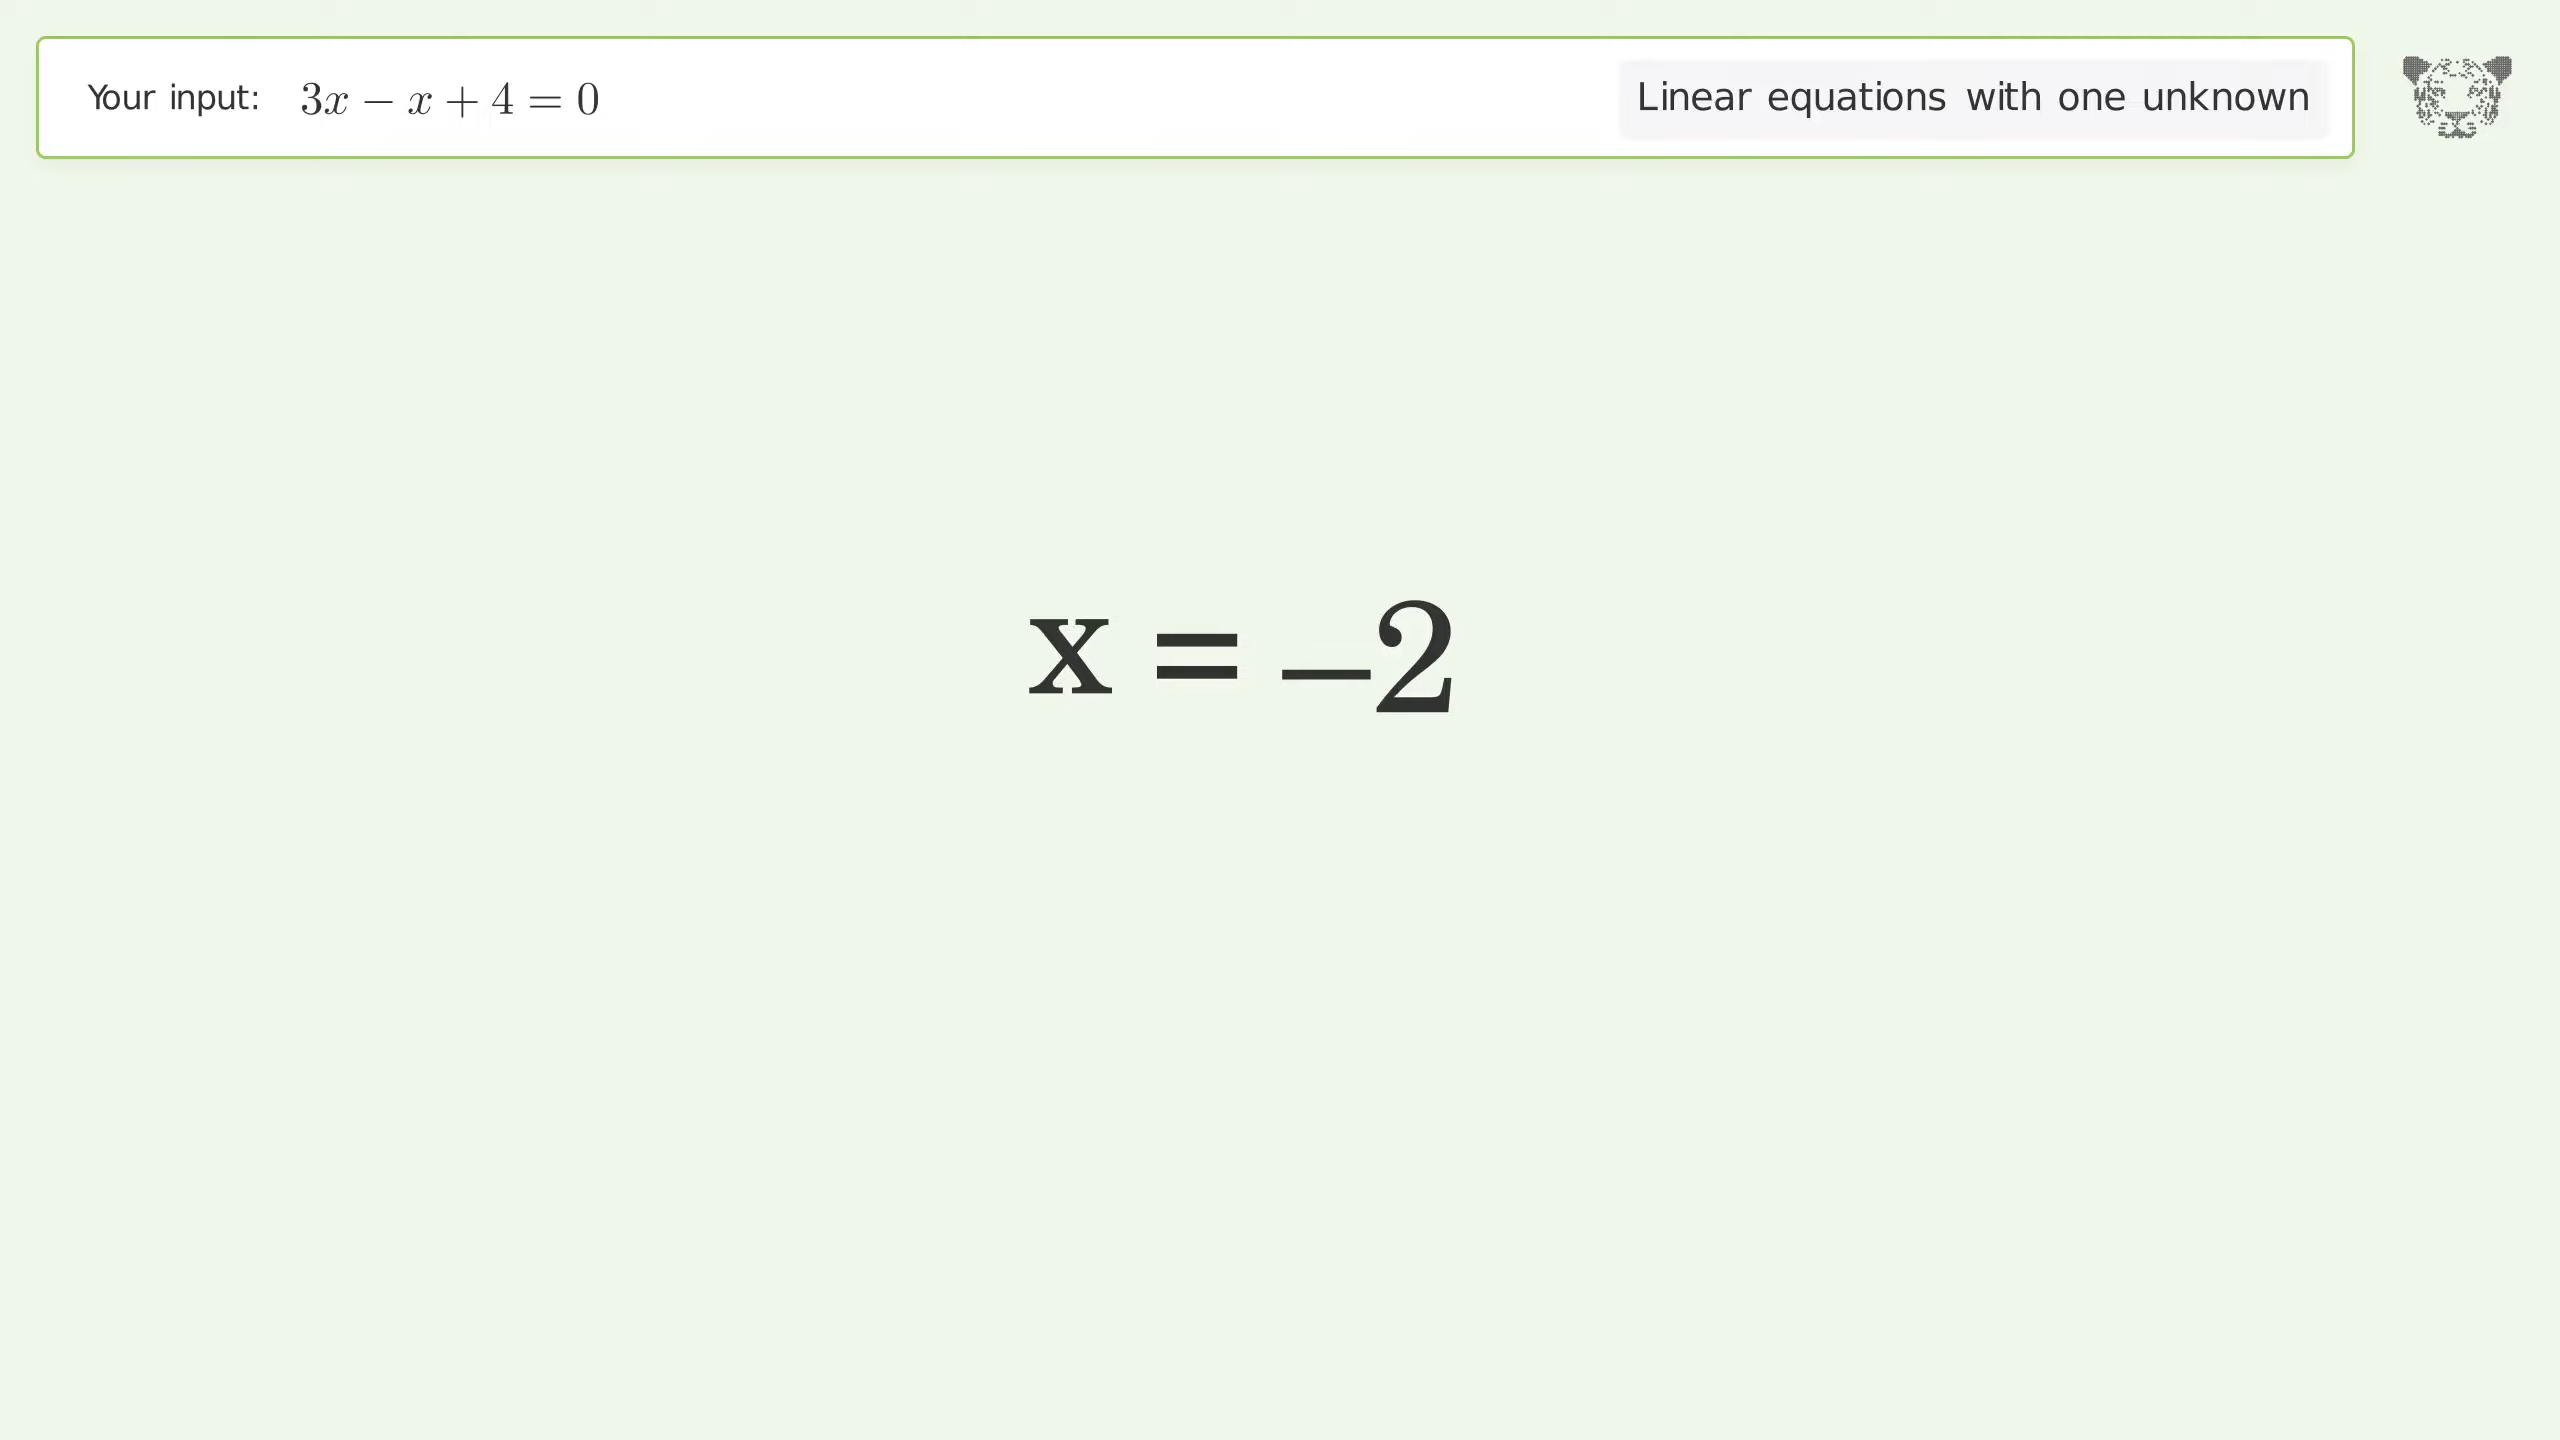 Your input: 3x − x + 4 = 0 Linear equations with one unknown
x = −2